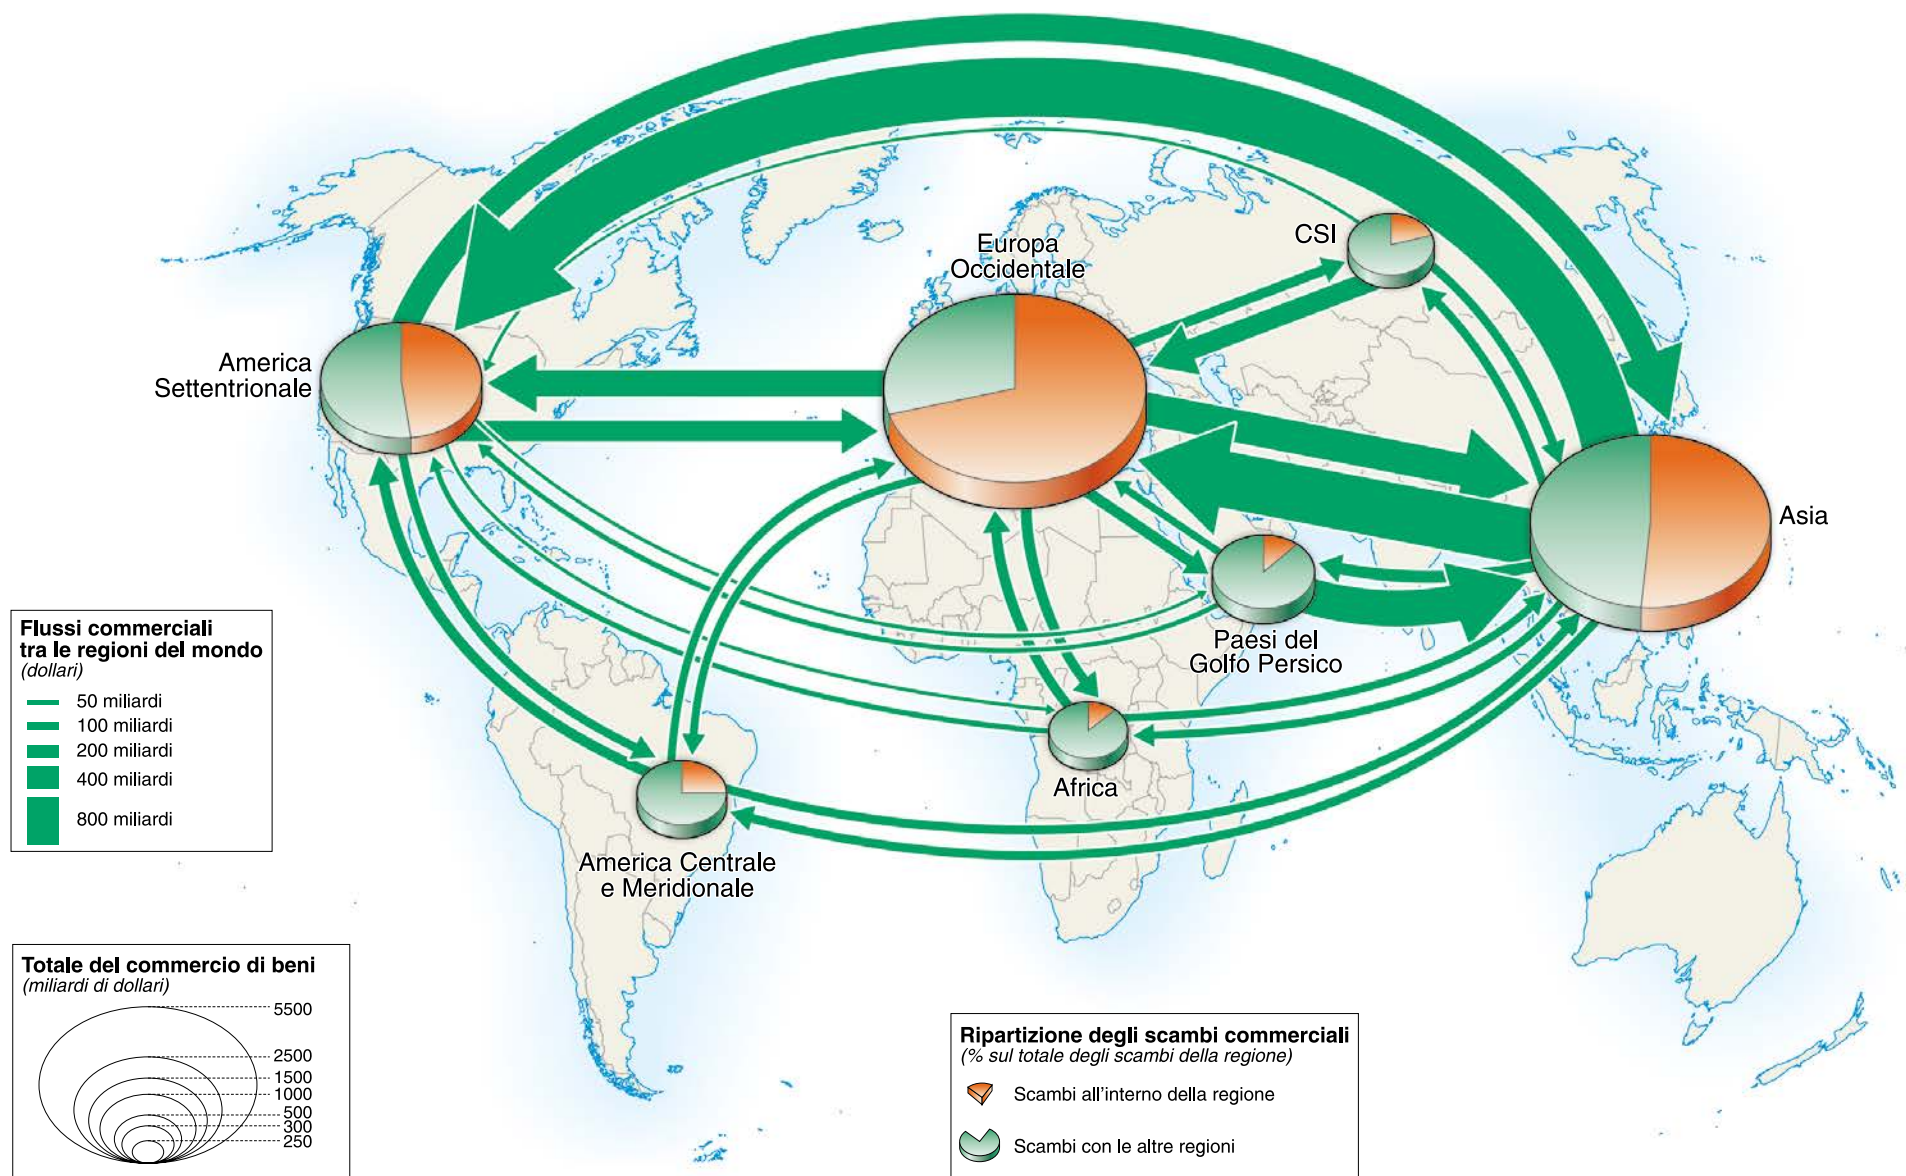 CSI
Europa
Occidentale
America
Settentrionale
Asia
Paesi del
Golfo Persico
Africa
America Centrale
e Meridionale
Flussi commerciali
tra le regioni del mondo
(dollari)
50 miliardi
100 miliardi
200 miliardi
400 miliardi
800 miliardi
Totale del commercio di beni
(miliardi di dollari)
5500
2500
1500
1000
500
300
250
Ripartizione degli scambi commerciali
(% sul totale degli scambi della regione)
Scambi all'interno della regione
Scambi con le altre regioni